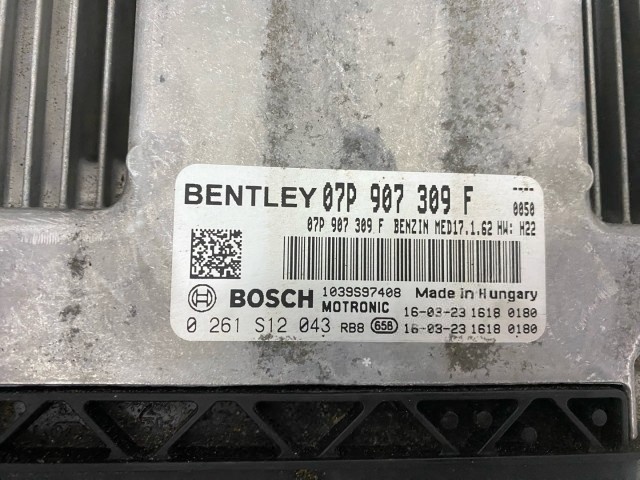 BENTLEY 07P 907 309 F ----
0050
07P 907 309 F BENZIN MED17.1.62 HW: H22
BOSCH 1039S97408 Made in Hungary
MOTRONIC 16-03-23 1618 0180
0 261 S12 043 RB8 658 16-03-23 1618 0180